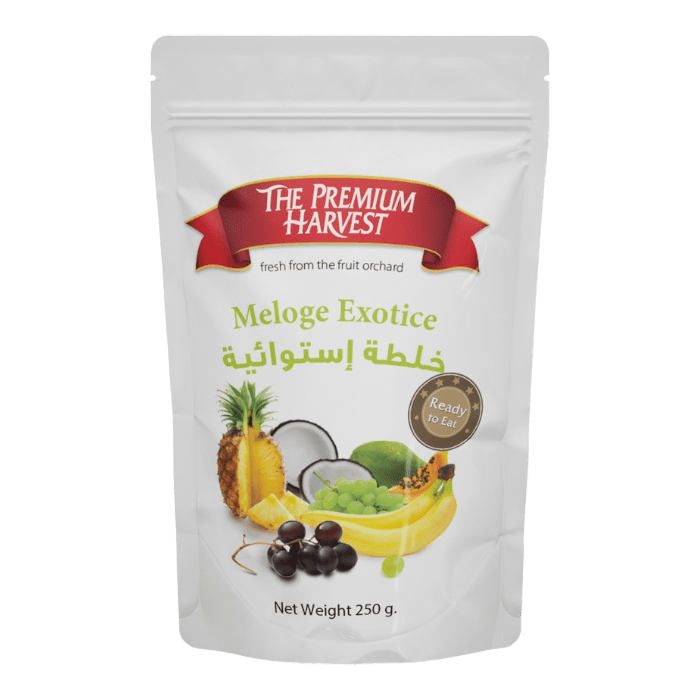 THE PREMIUM
HARVEST
fresh from the fruit orchard
Meloge Exotice
خلطة إستوائية
Ready
to Eat
Net Weight 250 g.